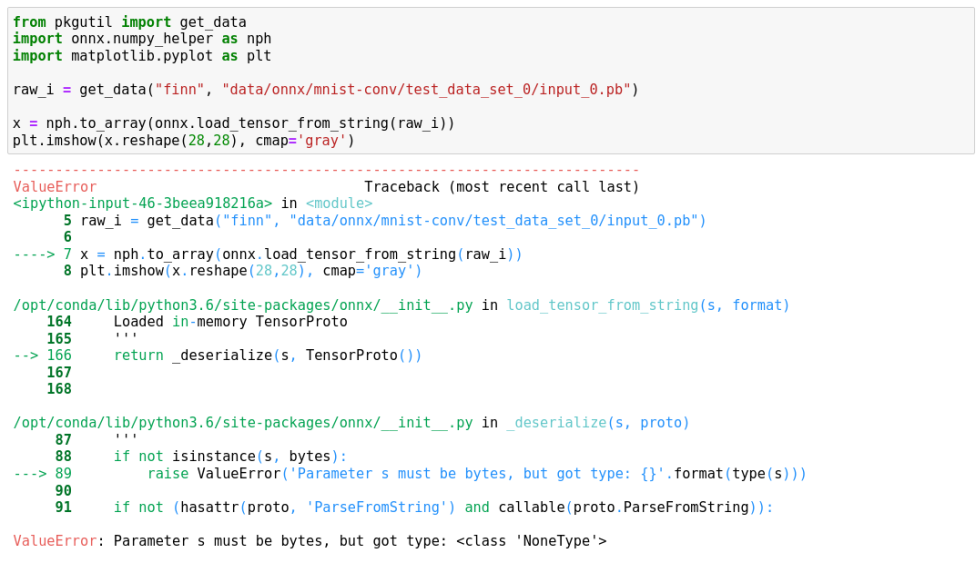 from pkgutil import get_data
import onnx.numpy_helper as nph
import matplotlib.pyplot as plt
raw_i = get_data("finn", "data/onnx/mnist-conv/test_data_set_0/input_0.pb")
x = nph.to_array(onnx.load_tensor_from_string(raw_i))
plt.imshow(x.reshape(28,28), cmap='gray')
---------------------------------------------------------------------------
ValueError                                Traceback (most recent call last)
<ipython-input-46-3beea918216a> in <module>
      5 raw_i = get_data("finn", "data/onnx/mnist-conv/test_data_set_0/input_0.pb")
      6
----> 7 x = nph.to_array(onnx.load_tensor_from_string(raw_i))
      8 plt.imshow(x.reshape(28,28), cmap='gray')
/opt/conda/lib/python3.6/site-packages/onnx/__init__.py in load_tensor_from_string(s, format)
    164     Loaded in-memory TensorProto
    165     '''
--> 166     return _deserialize(s, TensorProto())
    167
    168
/opt/conda/lib/python3.6/site-packages/onnx/__init__.py in _deserialize(s, proto)
     87     '''
     88     if not isinstance(s, bytes):
---> 89         raise ValueError('Parameter s must be bytes, but got type: {}'.format(type(s)))
     90
     91     if not (hasattr(proto, 'ParseFromString') and callable(proto.ParseFromString)):
ValueError: Parameter s must be bytes, but got type: <class 'NoneType'>